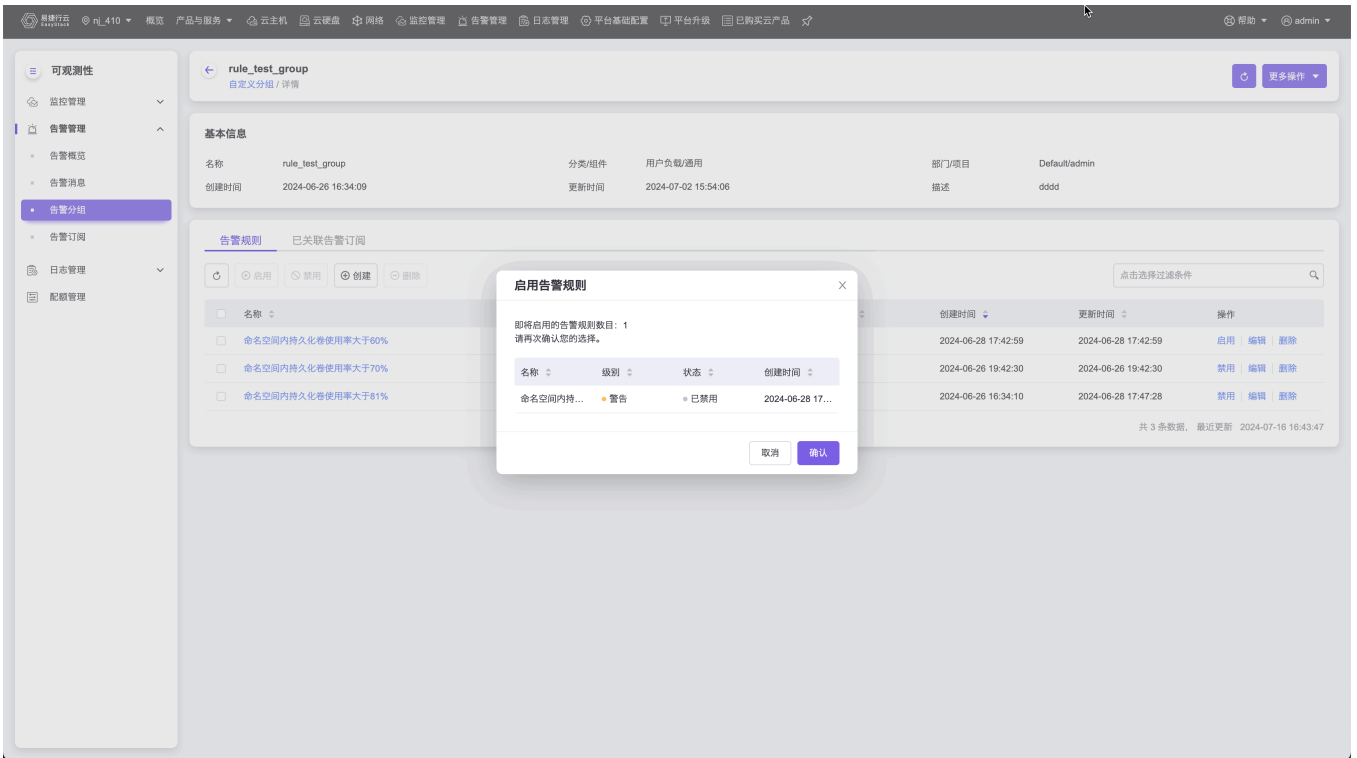 易捷行云 EasyStack nj_410 概览 产品与服务 云主机 云硬盘 网络 监控管理 告警管理 日志管理 平台基础配置 平台升级 已购买云产品 帮助 admin
可观测性
监控管理
告警管理
告警概览
告警消息
告警分组
告警订阅
日志管理
配额管理
rule_test_group
自定义分组 / 详情
更多操作
基本信息
名称 rule_test_group 分类/组件 用户负载/通用 部门/项目 Default/admin
创建时间 2024-06-26 16:34:09 更新时间 2024-07-02 15:54:06 描述 dddd
告警规则 已关联告警订阅
启用 禁用 创建 删除 点击选择过滤条件
名称 创建时间 更新时间 操作
命名空间内持久化卷使用率大于60% 2024-06-28 17:42:59 2024-06-28 17:42:59 启用 编辑 删除
命名空间内持久化卷使用率大于70% 2024-06-26 19:42:30 2024-06-26 19:42:30 禁用 编辑 删除
命名空间内持久化卷使用率大于81% 2024-06-26 16:34:10 2024-06-28 17:47:28 禁用 编辑 删除
共 3 条数据, 最近更新 2024-07-16 16:43:47
启用告警规则
即将启用的告警规则数目：1
请再次确认您的选择。
名称 级别 状态 创建时间
命名空间内持... 警告 已禁用 2024-06-28 17...
取消 确认